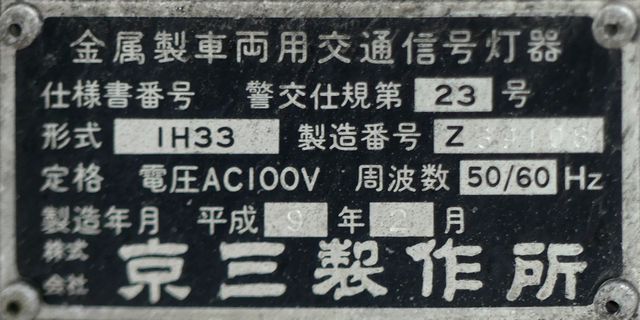 金属製車両用交通信号灯器
仕様書番号 警交仕規第 23 号
形式 1H33 製造番号 Z
定格 電圧AC100V 周波数 50/60 Hz
製造年月 平成 9 年 2 月
株式会社 京三製作所